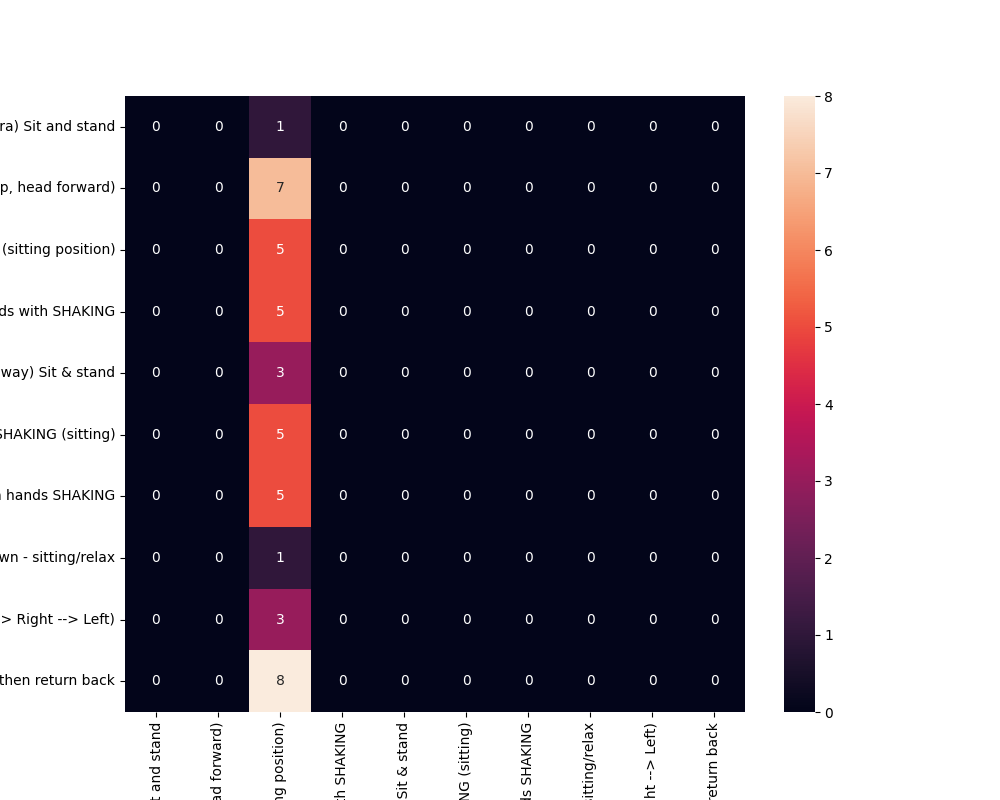 ra) Sit and stand 0 0 1 0 0 0 0 0 0 0
p, head forward) 0 0 7 0 0 0 0 0 0 0
(sitting position) 0 0 5 0 0 0 0 0 0 0
ds with SHAKING 0 0 5 0 0 0 0 0 0 0
way) Sit & stand 0 0 3 0 0 0 0 0 0 0
SHAKING (sitting) 0 0 5 0 0 0 0 0 0 0
hands SHAKING 0 0 5 0 0 0 0 0 0 0
wn - sitting/relax 0 0 1 0 0 0 0 0 0 0
> Right --> Left) 0 0 3 0 0 0 0 0 0 0
then return back 0 0 8 0 0 0 0 0 0 0
t and stand
ad forward)
ng position)
th SHAKING
Sit & stand
NG (sitting)
ds SHAKING
sitting/relax
ht --> Left)
return back
8
7
6
5
4
3
2
1
0